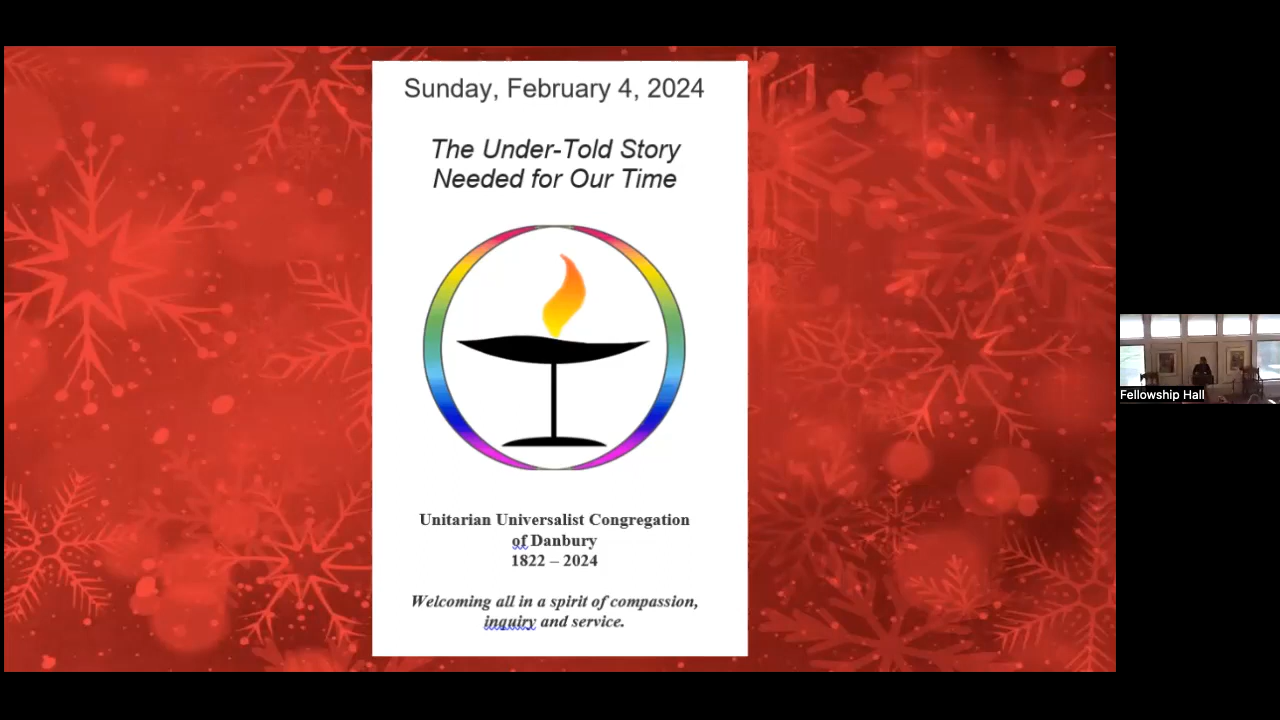 Sunday, February 4, 2024
The Under-Told Story
Needed for Our Time
Unitarian Universalist Congregation
of Danbury
1822 – 2024
Welcoming all in a spirit of compassion,
inquiry and service.
Fellowship Hall